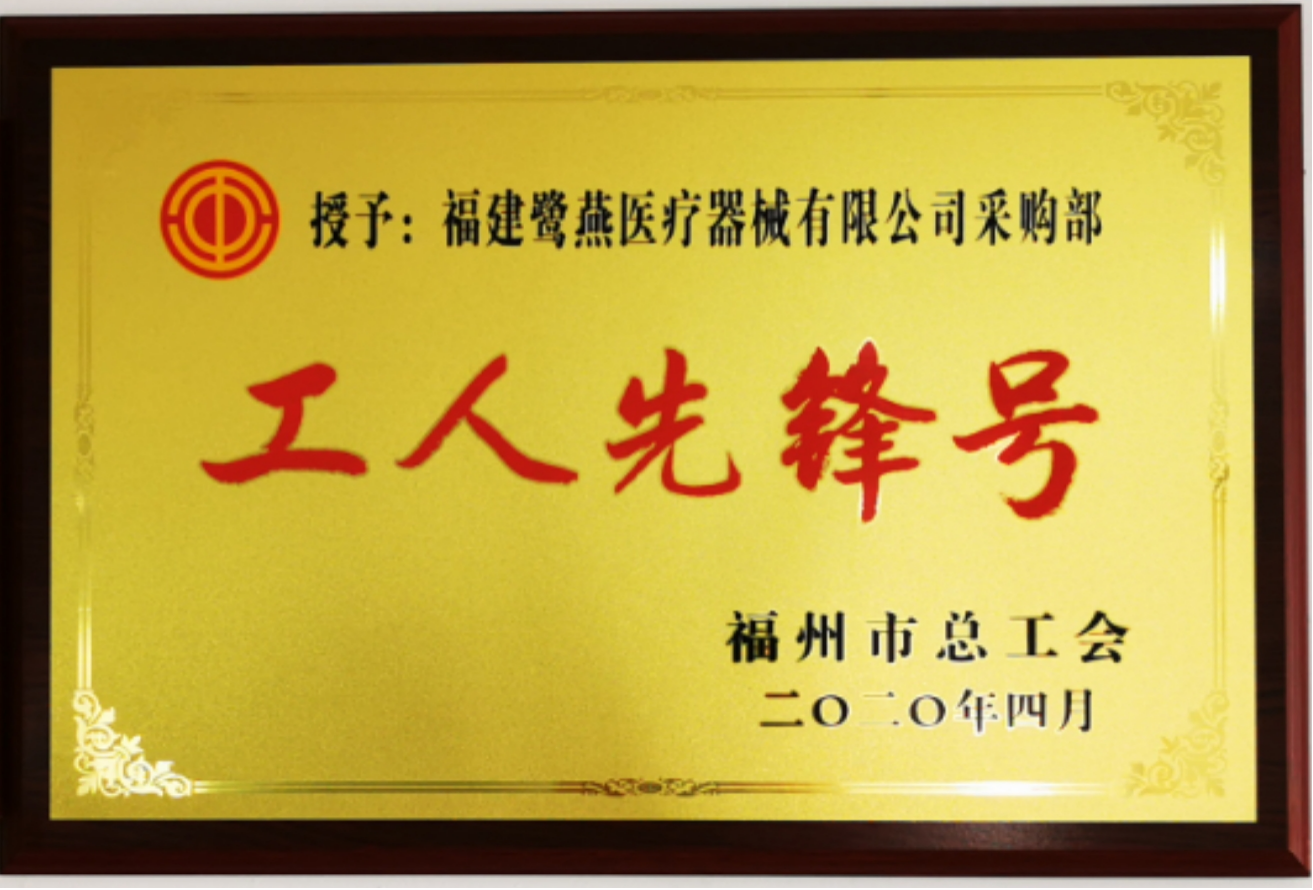 授予：福建鹭燕医疗器械有限公司采购部
工人先锋号
福州市总工会
二〇二〇年四月